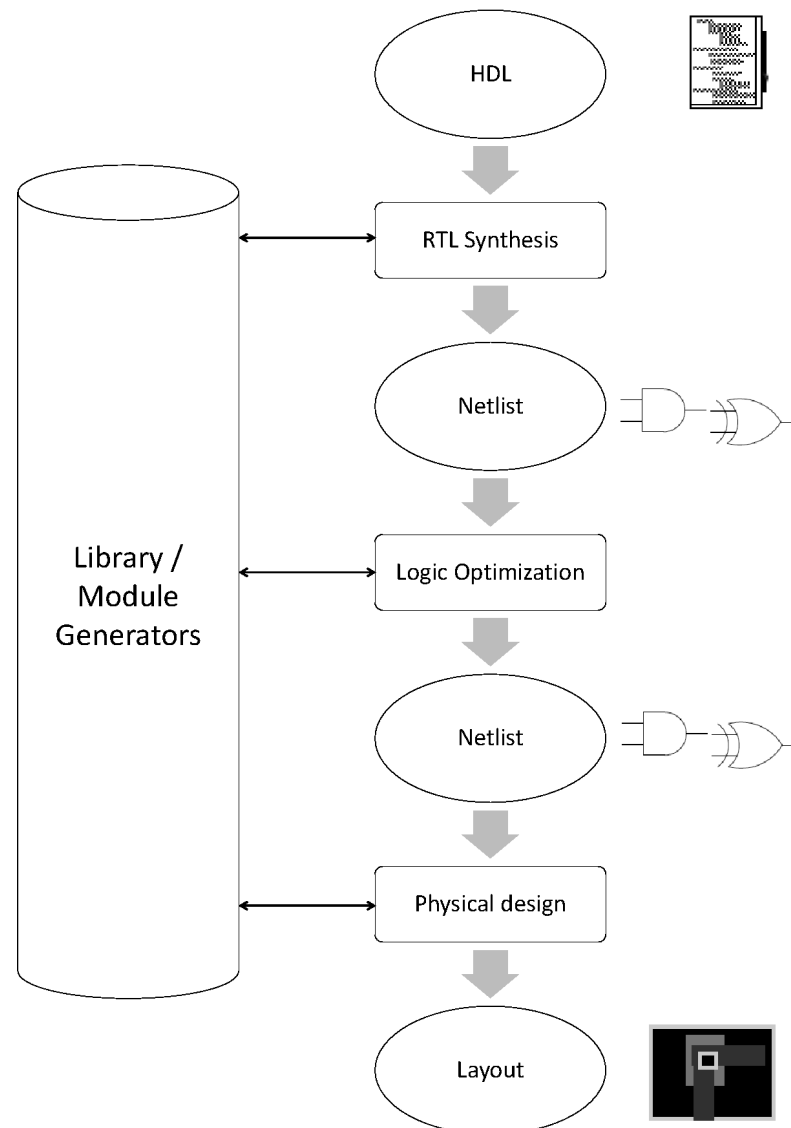 HDL
RTL Synthesis
Netlist
Library /
Module
Generators
Logic Optimization
Netlist
Physical design
Layout